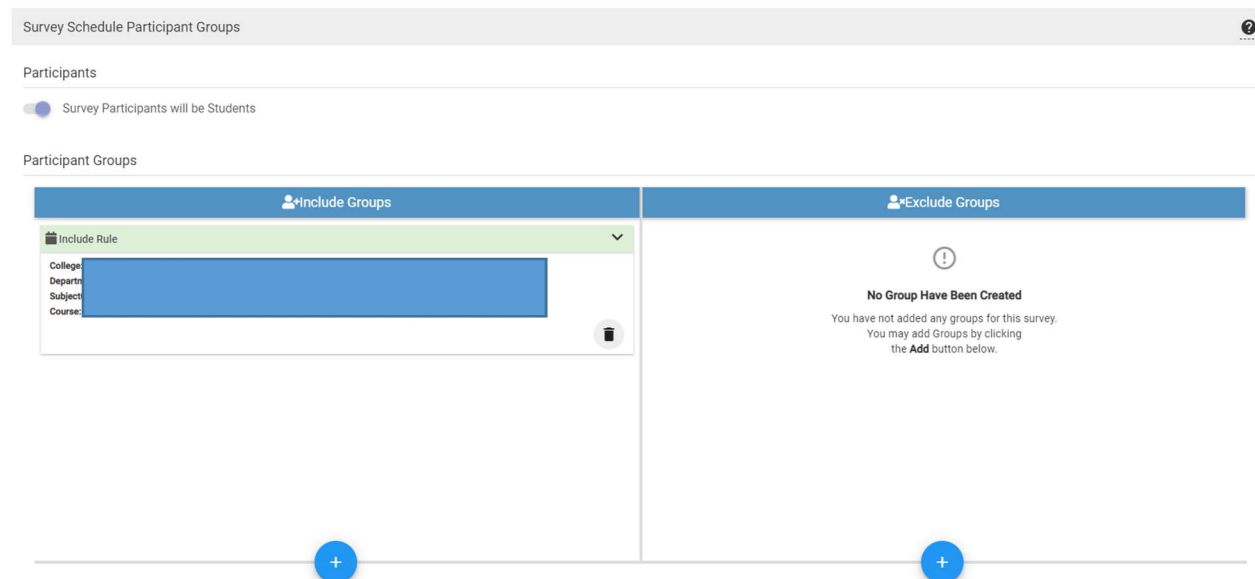 Survey Schedule Participant Groups
Participants
Survey Participants will be Students
Participant Groups
Include Groups
Exclude Groups
Include Rule
College:
Departm
Subject
Course:
No Group Have Been Created
You have not added any groups for this survey.
You may add Groups by clicking
the Add button below.